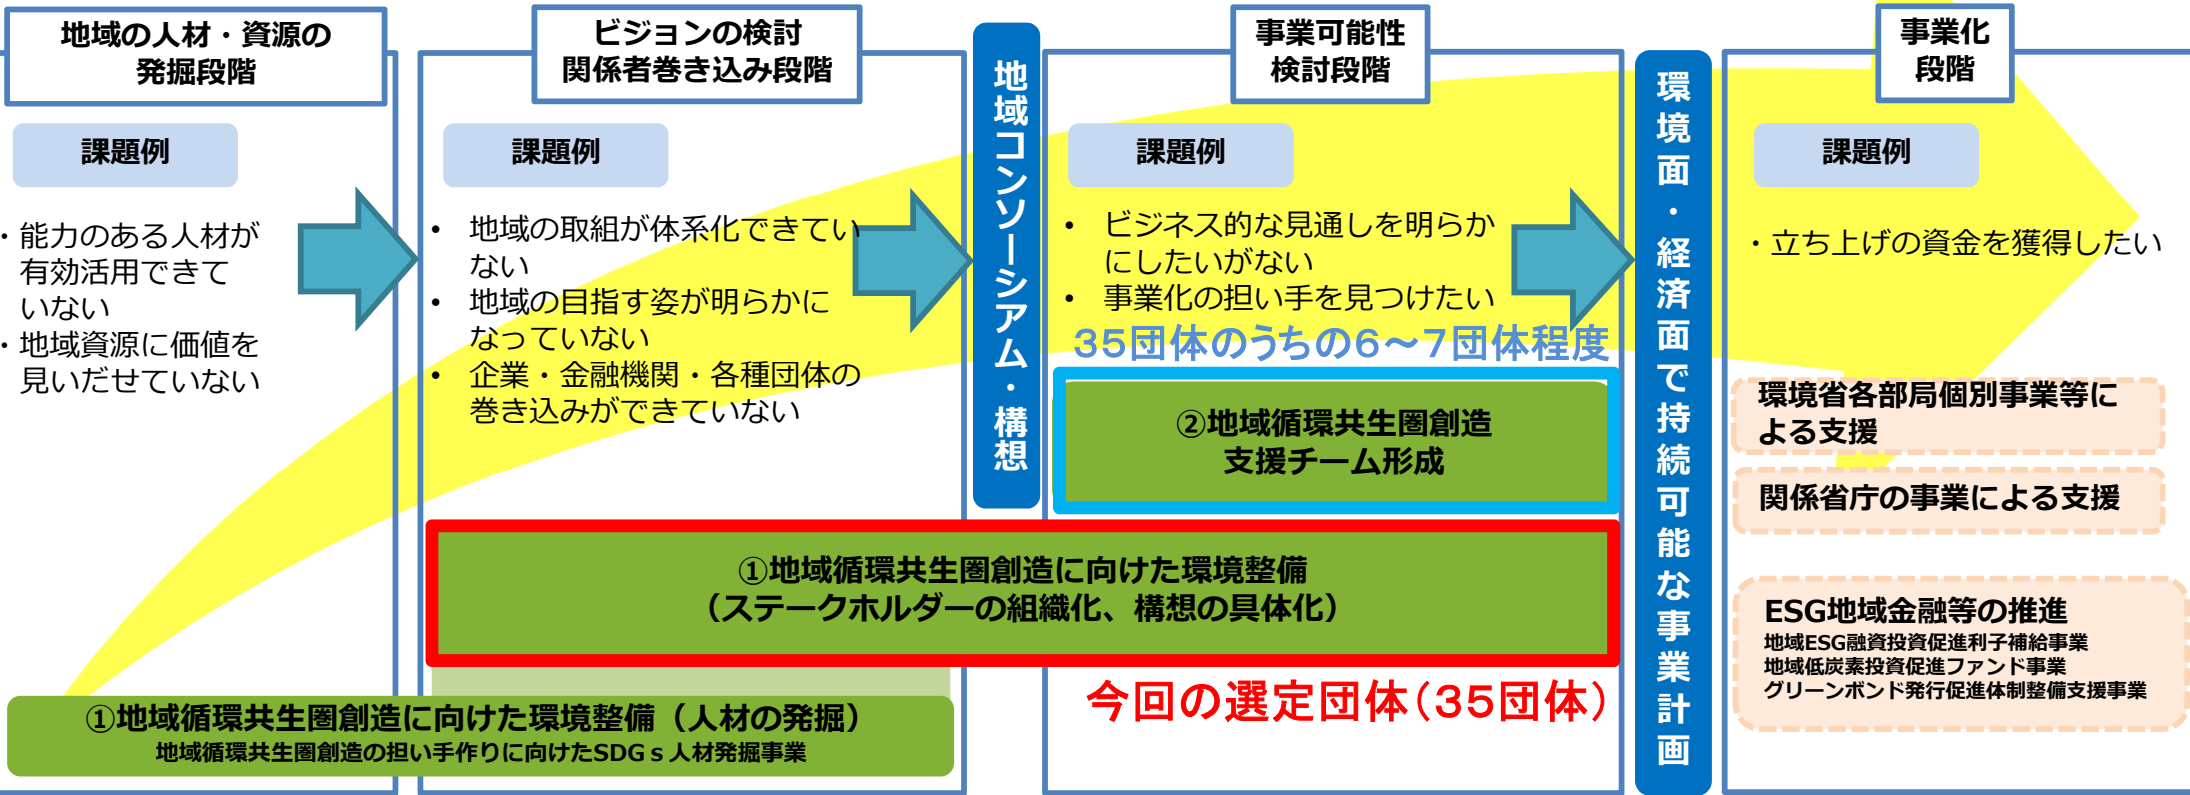 地域の人材・資源の
発掘段階
課題例
・能力のある人材が
有効活用できて
いない
・地域資源に価値を
見いだせていない
ビジョンの検討
関係者巻き込み段階
課題例
• 地域の取組が体系化できてい
ない
• 地域の目指す姿が明らかに
なっていない
• 企業・金融機関・各種団体の
巻き込みができていない
地域コンソーシアム・構想
事業可能性
検討段階
課題例
• ビジネス的な見通しを明らか
にしたいがない
• 事業化の担い手を見つけたい
35団体のうちの6～7団体程度
②地域循環共生圏創造
支援チーム形成
①地域循環共生圏創造に向けた環境整備
（ステークホルダーの組織化、構想の具体化）
今回の選定団体（35団体）
①地域循環共生圏創造に向けた環境整備（人材の発掘）
地域循環共生圏創造の担い手作りに向けたSDGｓ人材発掘事業
環境面・経済面で持続可能な事業計画
事業化
段階
課題例
・立ち上げの資金を獲得したい
環境省各部局個別事業等に
よる支援
関係省庁の事業による支援
ESG地域金融等の推進
地域ESG融資投資促進利子補給事業
地域低炭素投資促進ファンド事業
グリーンボンド発行促進体制整備支援事業